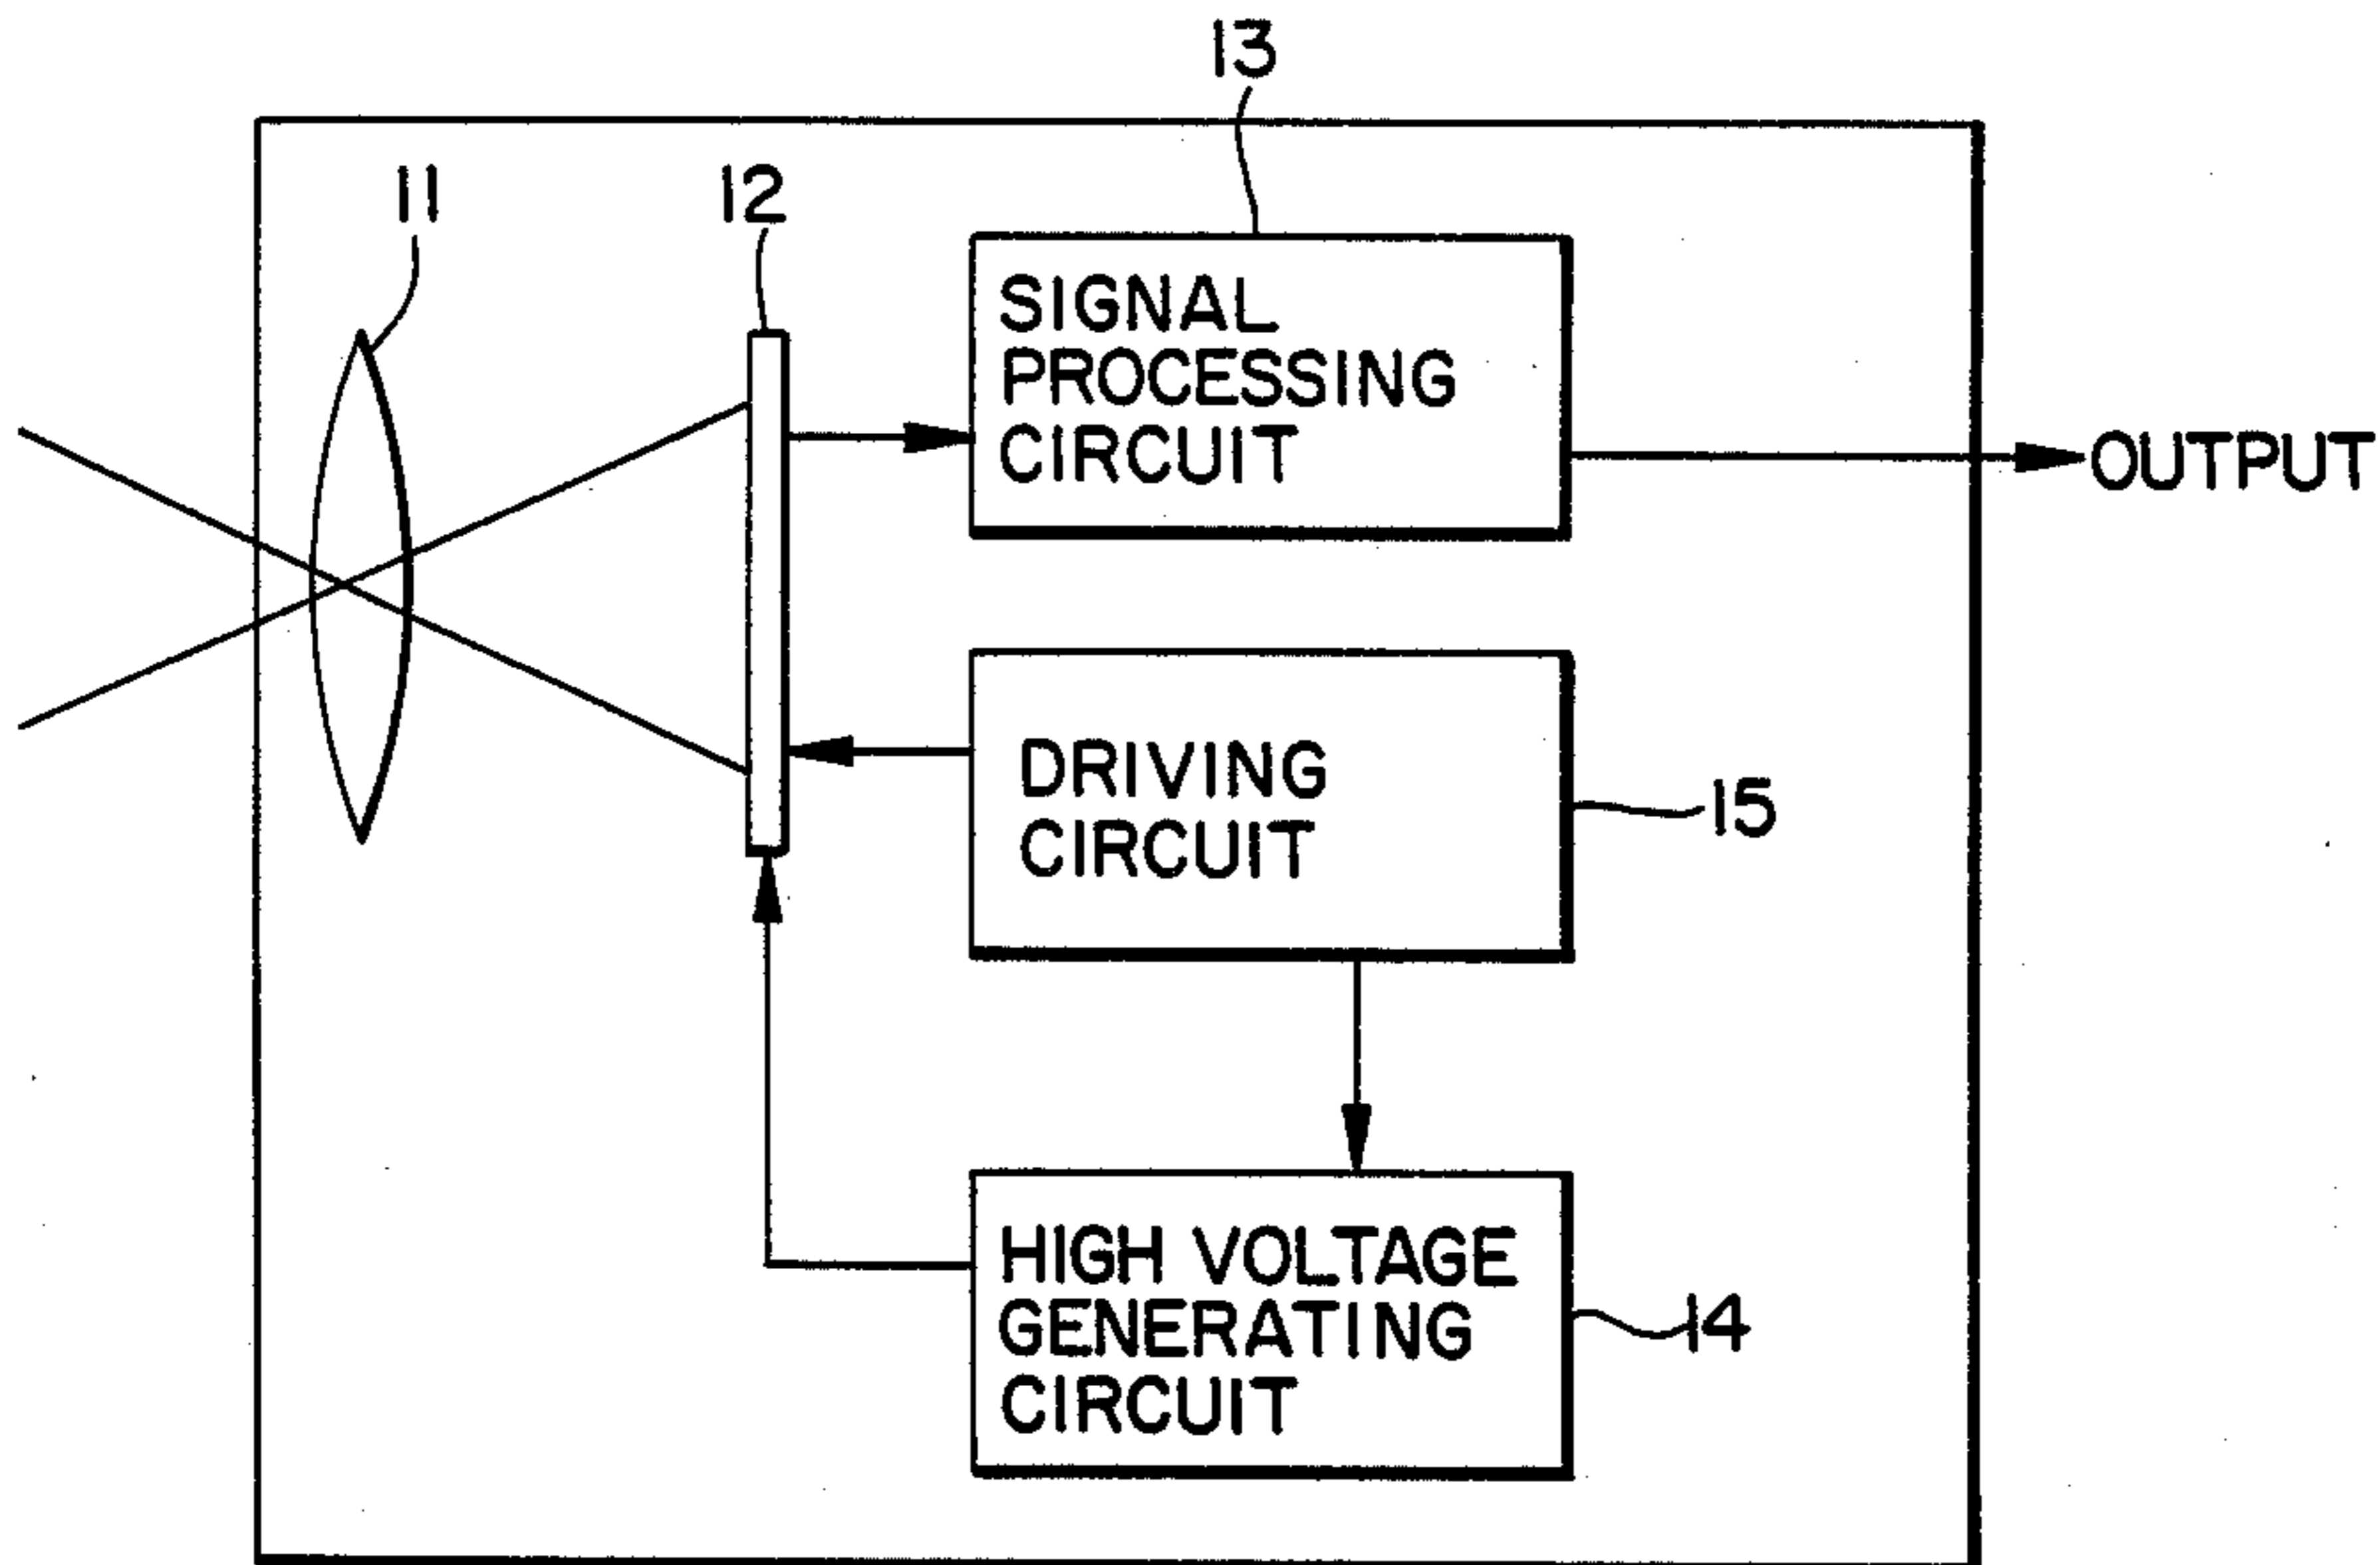 13
11
12
SIGNAL
PROCESSING
CIRCUIT
OUTPUT
DRIVING
CIRCUIT
15
HIGH VOLTAGE
GENERATING
CIRCUIT
14